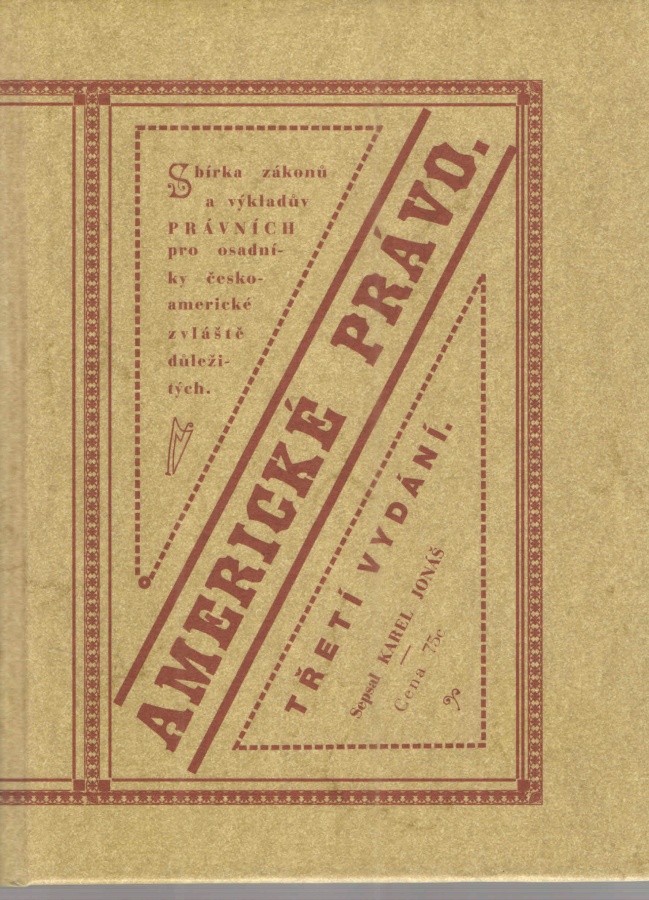 Sbírka zákonů
a výkladův
PRÁVNÍCH
pro osadní-
ky česko-
americké
zvláště
důleži-
tých.
AMERICKÉ PRÁVO.
TŘETÍ VYDÁNÍ.
Sepsal KAREL JONÁŠ
Cena 75c